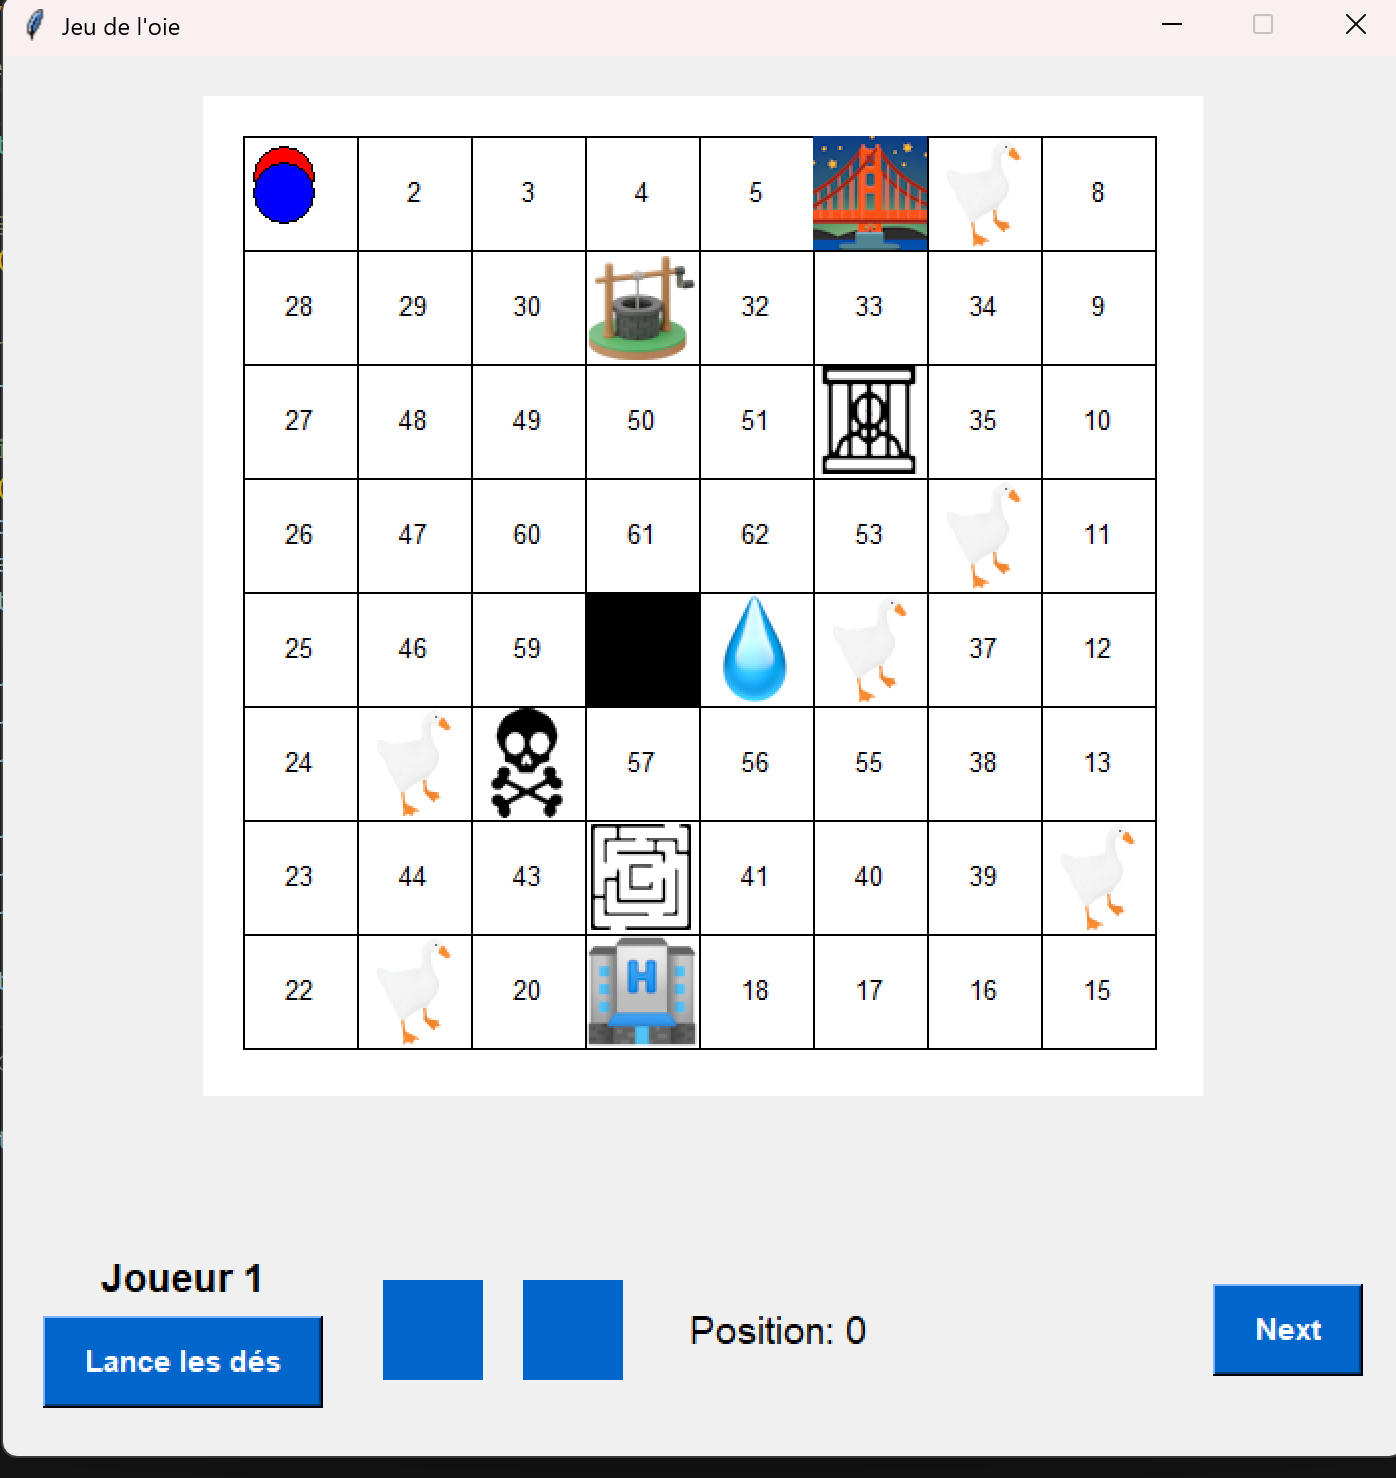 Jeu de l'oie
2 3 4 5 8
28 29 30 32 33 34 9
27 48 49 50 51 35 10
26 47 60 61 62 53 11
25 46 59 37 12
24 57 56 55 38 13
23 44 43 41 40 39
22 20 H 18 17 16 15
Joueur 1
Lance les dés
Position: 0
Next